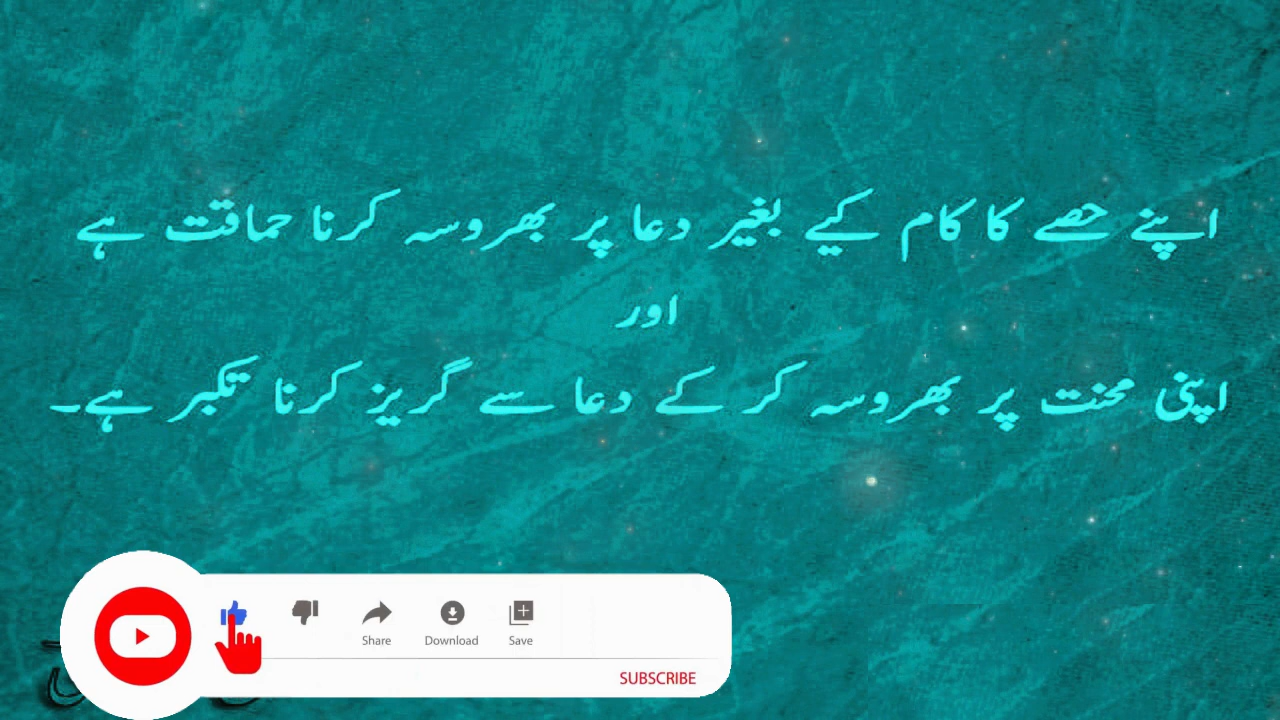 اپنے حصے کا کام کیے بغیر دعا پر بھروسہ کرنا حماقت ہے
اور
اپنی محنت پر بھروسہ کر کے دعا سے گریز کرنا تکبر ہے۔
Share Download Save
SUBSCRIBE